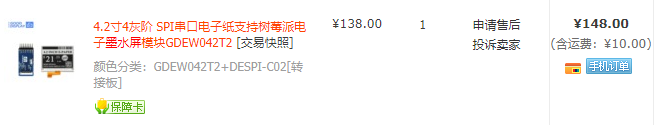 4.2寸4灰阶 SPI串口电子纸支持树莓派电
子墨水屏模块GDEW042T2 [交易快照]
颜色分类：GDEW042T2+DESPI-C02[转
接板]
保障卡
¥138.00
1
申请售后
投诉卖家
¥148.00
(含运费：¥10.00)
手机订单